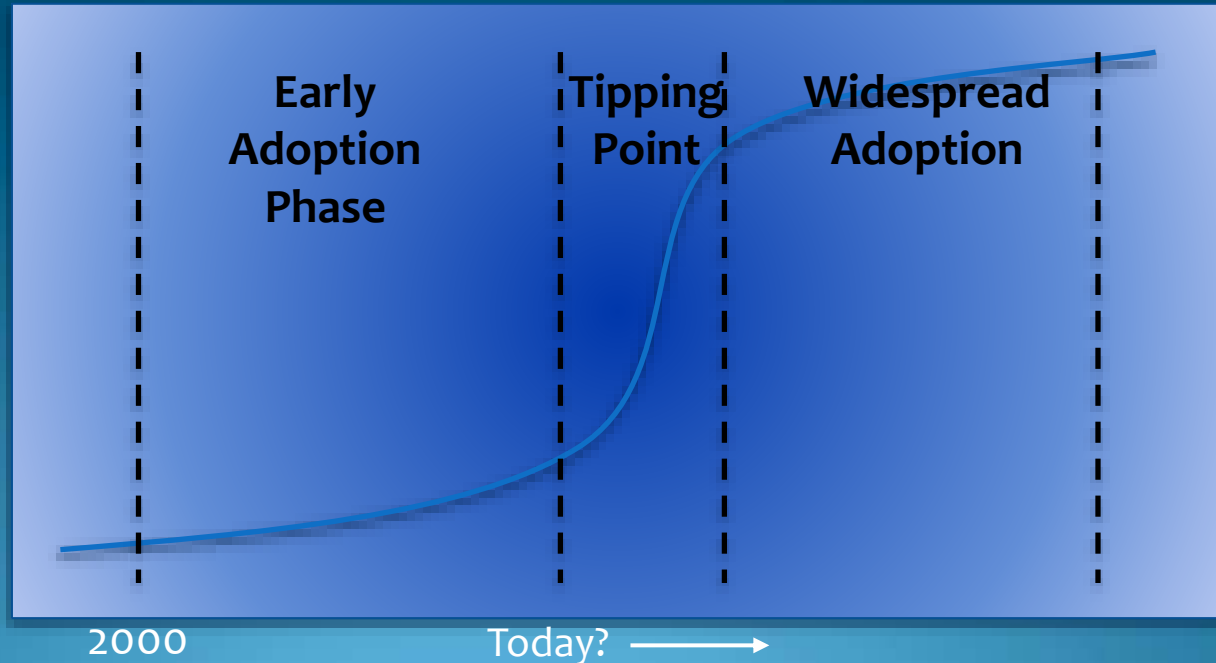 Early
Adoption
Phase
Tipping
Point
Widespread
Adoption
2000
Today?